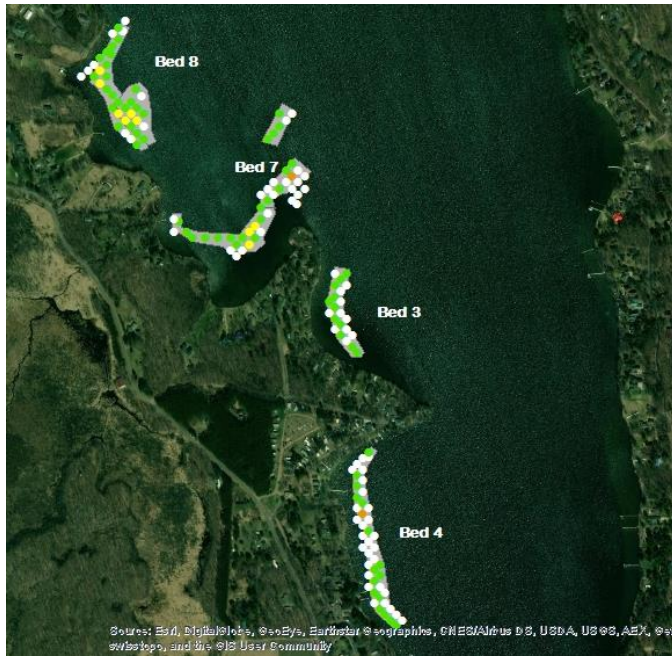 Bed 8
Bed 7
Bed 3
Bed 4
Source: Esri, DigitalGlobe, GeoEye, Earthstar Geographics, CNES/Airbus DS, USDA, USGS, AEX,
swisstopo, and the GIS User Community